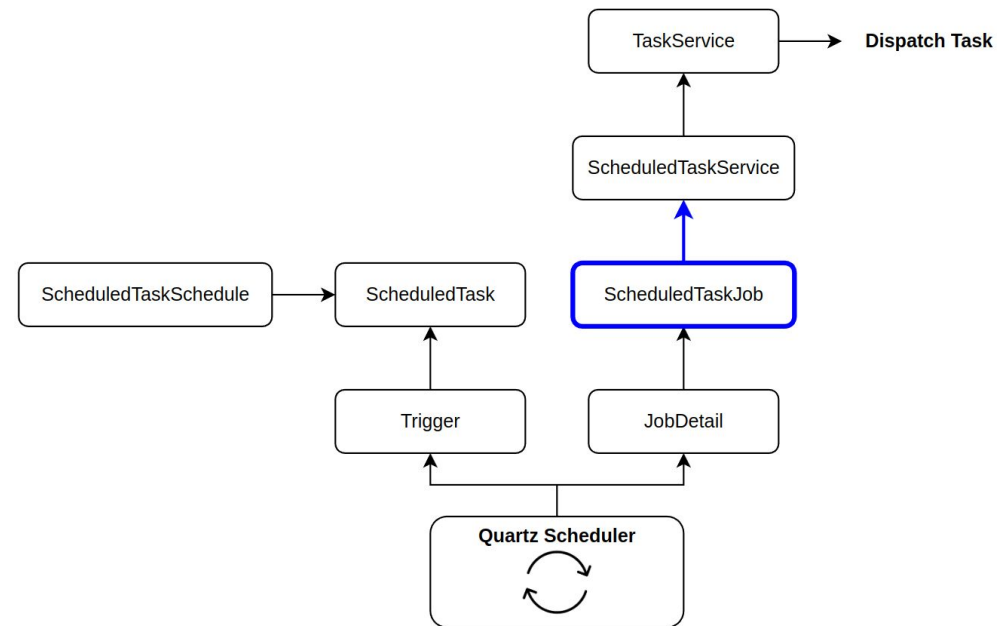 TaskService
Dispatch Task
ScheduledTaskService
ScheduledTaskSchedule
ScheduledTask
ScheduledTaskJob
Trigger
JobDetail
Quartz Scheduler